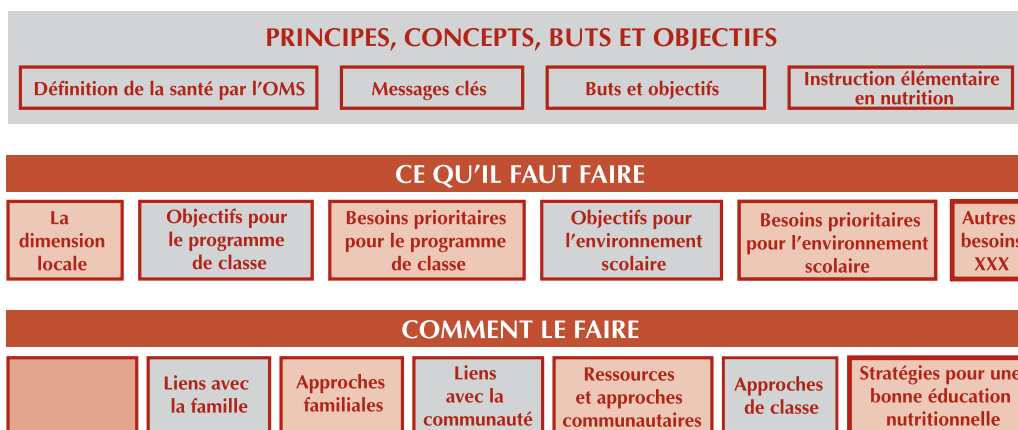 PRINCIPES, CONCEPTS, BUTS ET OBJECTIFS
Définition de la santé par l'OMS
Messages clés
Buts et objectifs
Instruction élémentaire
en nutrition
CE QU'IL FAUT FAIRE
La
dimension
locale
Objectifs pour
le programme
de classe
Besoins prioritaires
pour le programme
de classe
Objectifs pour
l'environnement
scolaire
Besoins prioritaires
pour l'environnement
scolaire
Autres
besoins
XXX
COMMENT LE FAIRE
Liens avec
la famille
Approches
familiales
Liens
avec la
communauté
Ressources
et approches
communautaires
Approches
de classe
Stratégies pour une
bonne éducation
nutritionnelle